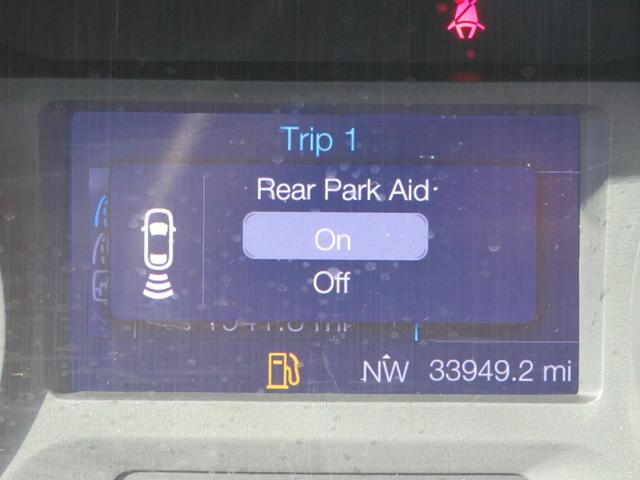 Trip 1
Rear Park Aid
On
Off
NW 33949.2 mi